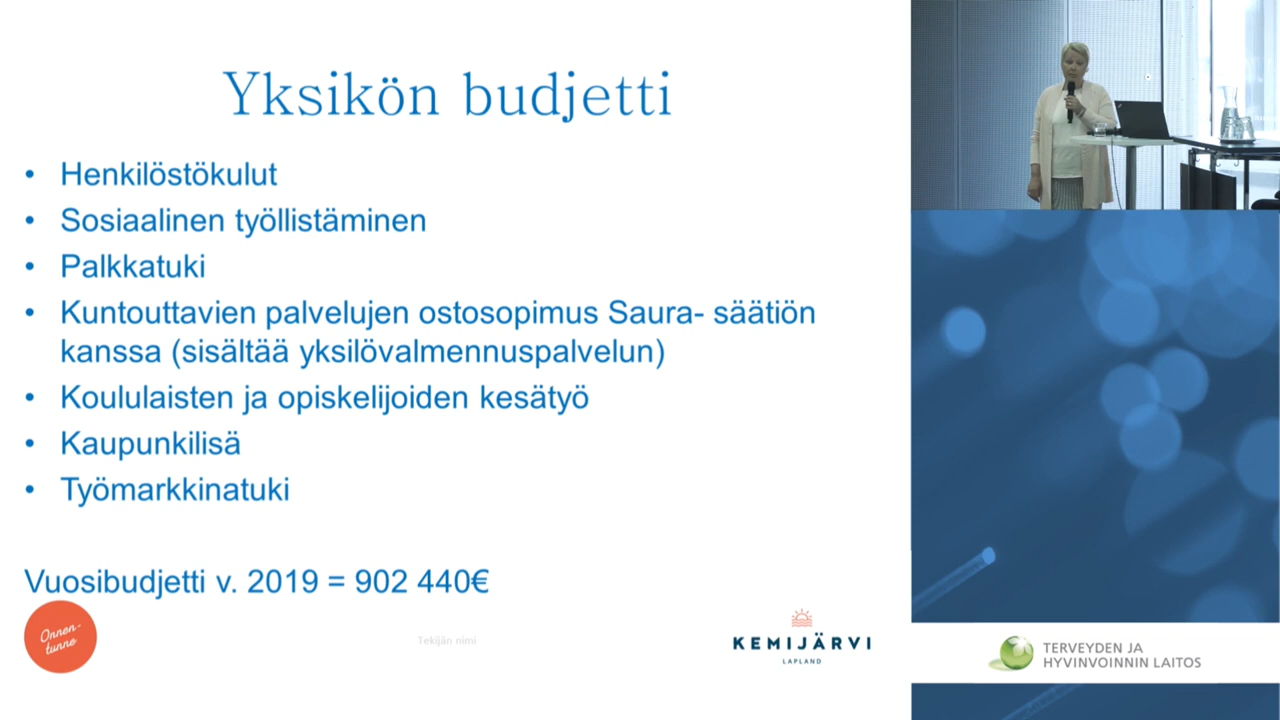 Yksikön budjetti
• Henkilöstökulut
• Sosiaalinen työllistäminen
• Palkkatuki
• Kuntouttavien palvelujen ostosopimus Saura- säätiön
kanssa (sisältää yksilövalmennuspalvelun)
• Koululaisten ja opiskelijoiden kesätyö
• Kaupunkilisä
• Työmarkkinatuki
Vuosibudjetti v. 2019 = 902 440€
Onnen-
tunne
Tekijän nimi
KEMIJÄRVI
LAPLAND
TERVEYDEN JA
HYVINVOINNIN LAITOS